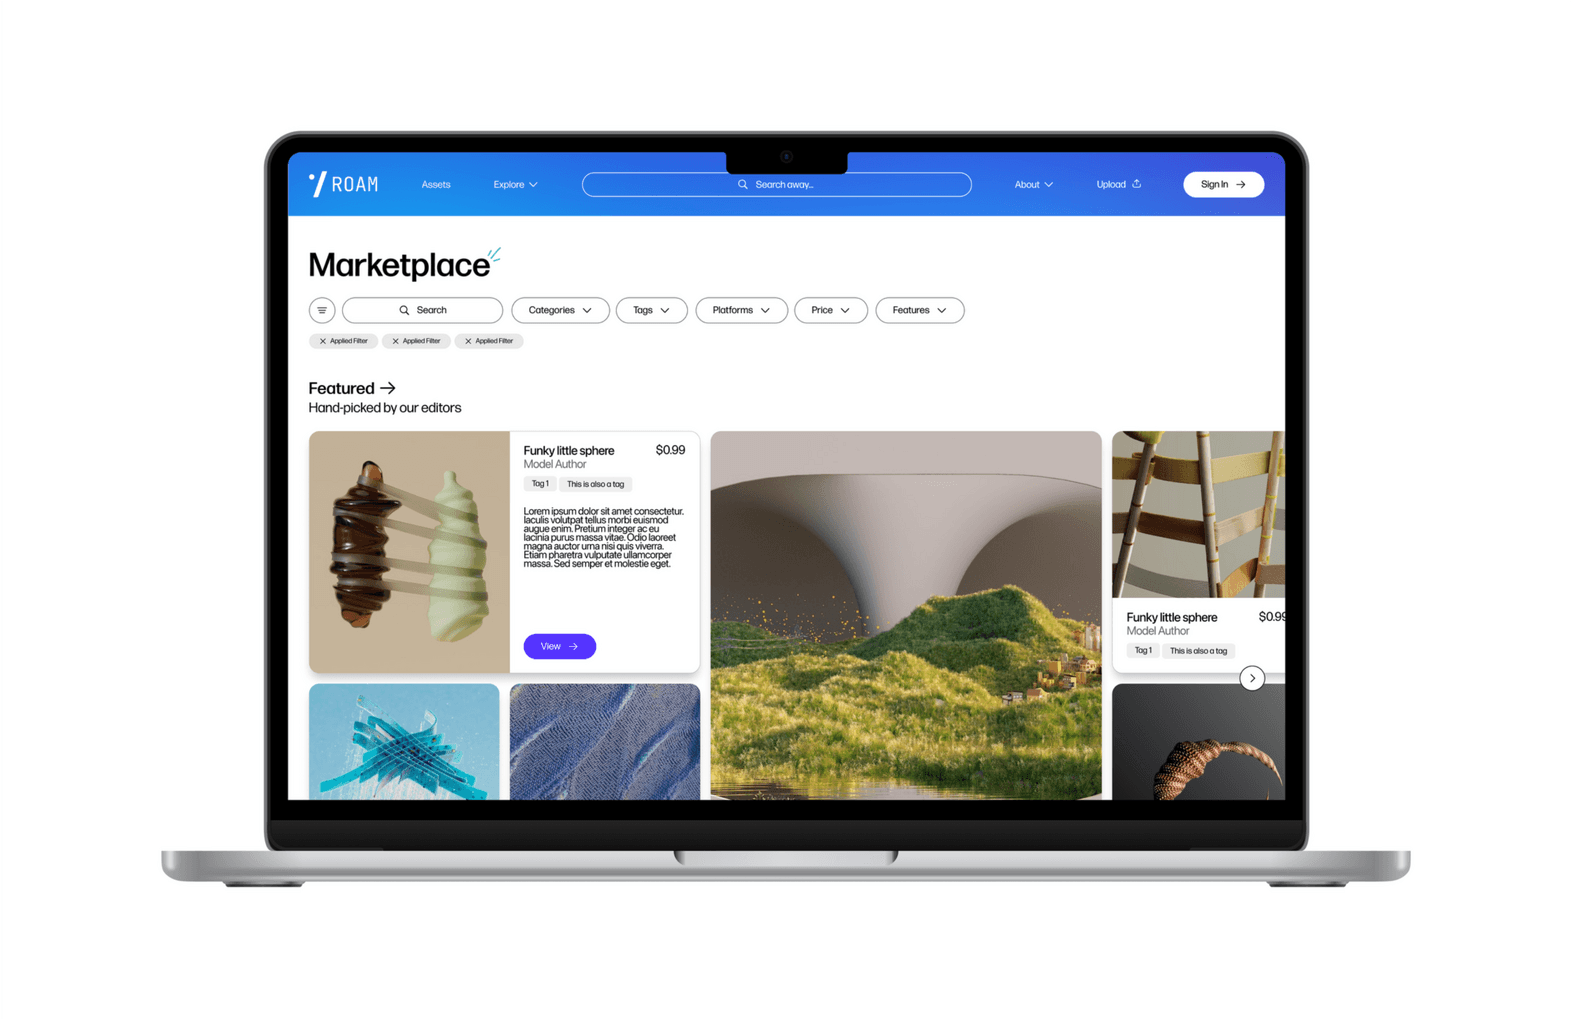 ROAM
Assets
Explore
Search away...
About
Upload
Sign In
Marketplace
Search
Categories
Tags
Platforms
Price
Features
Applied Filter
Applied Filter
Applied Filter
Featured
Hand-picked by our editors
Funky little sphere
$0.99
Model Author
Tag 1
This is also a tag
Lorem ipsum dolor sit amet consectetur.
Iaculis volutpat tellus morbi euismod
augue enim. Pretium integer ac eu
lacinia purus massa vitae. Odio laoreet
magna auctor urna nisi quis viverra.
Etiam pharetra vulputate ullamcorper
massa. Sed semper et molestie eget.
View
Funky little sphere
$0.99
Model Author
Tag 1
This is also a tag